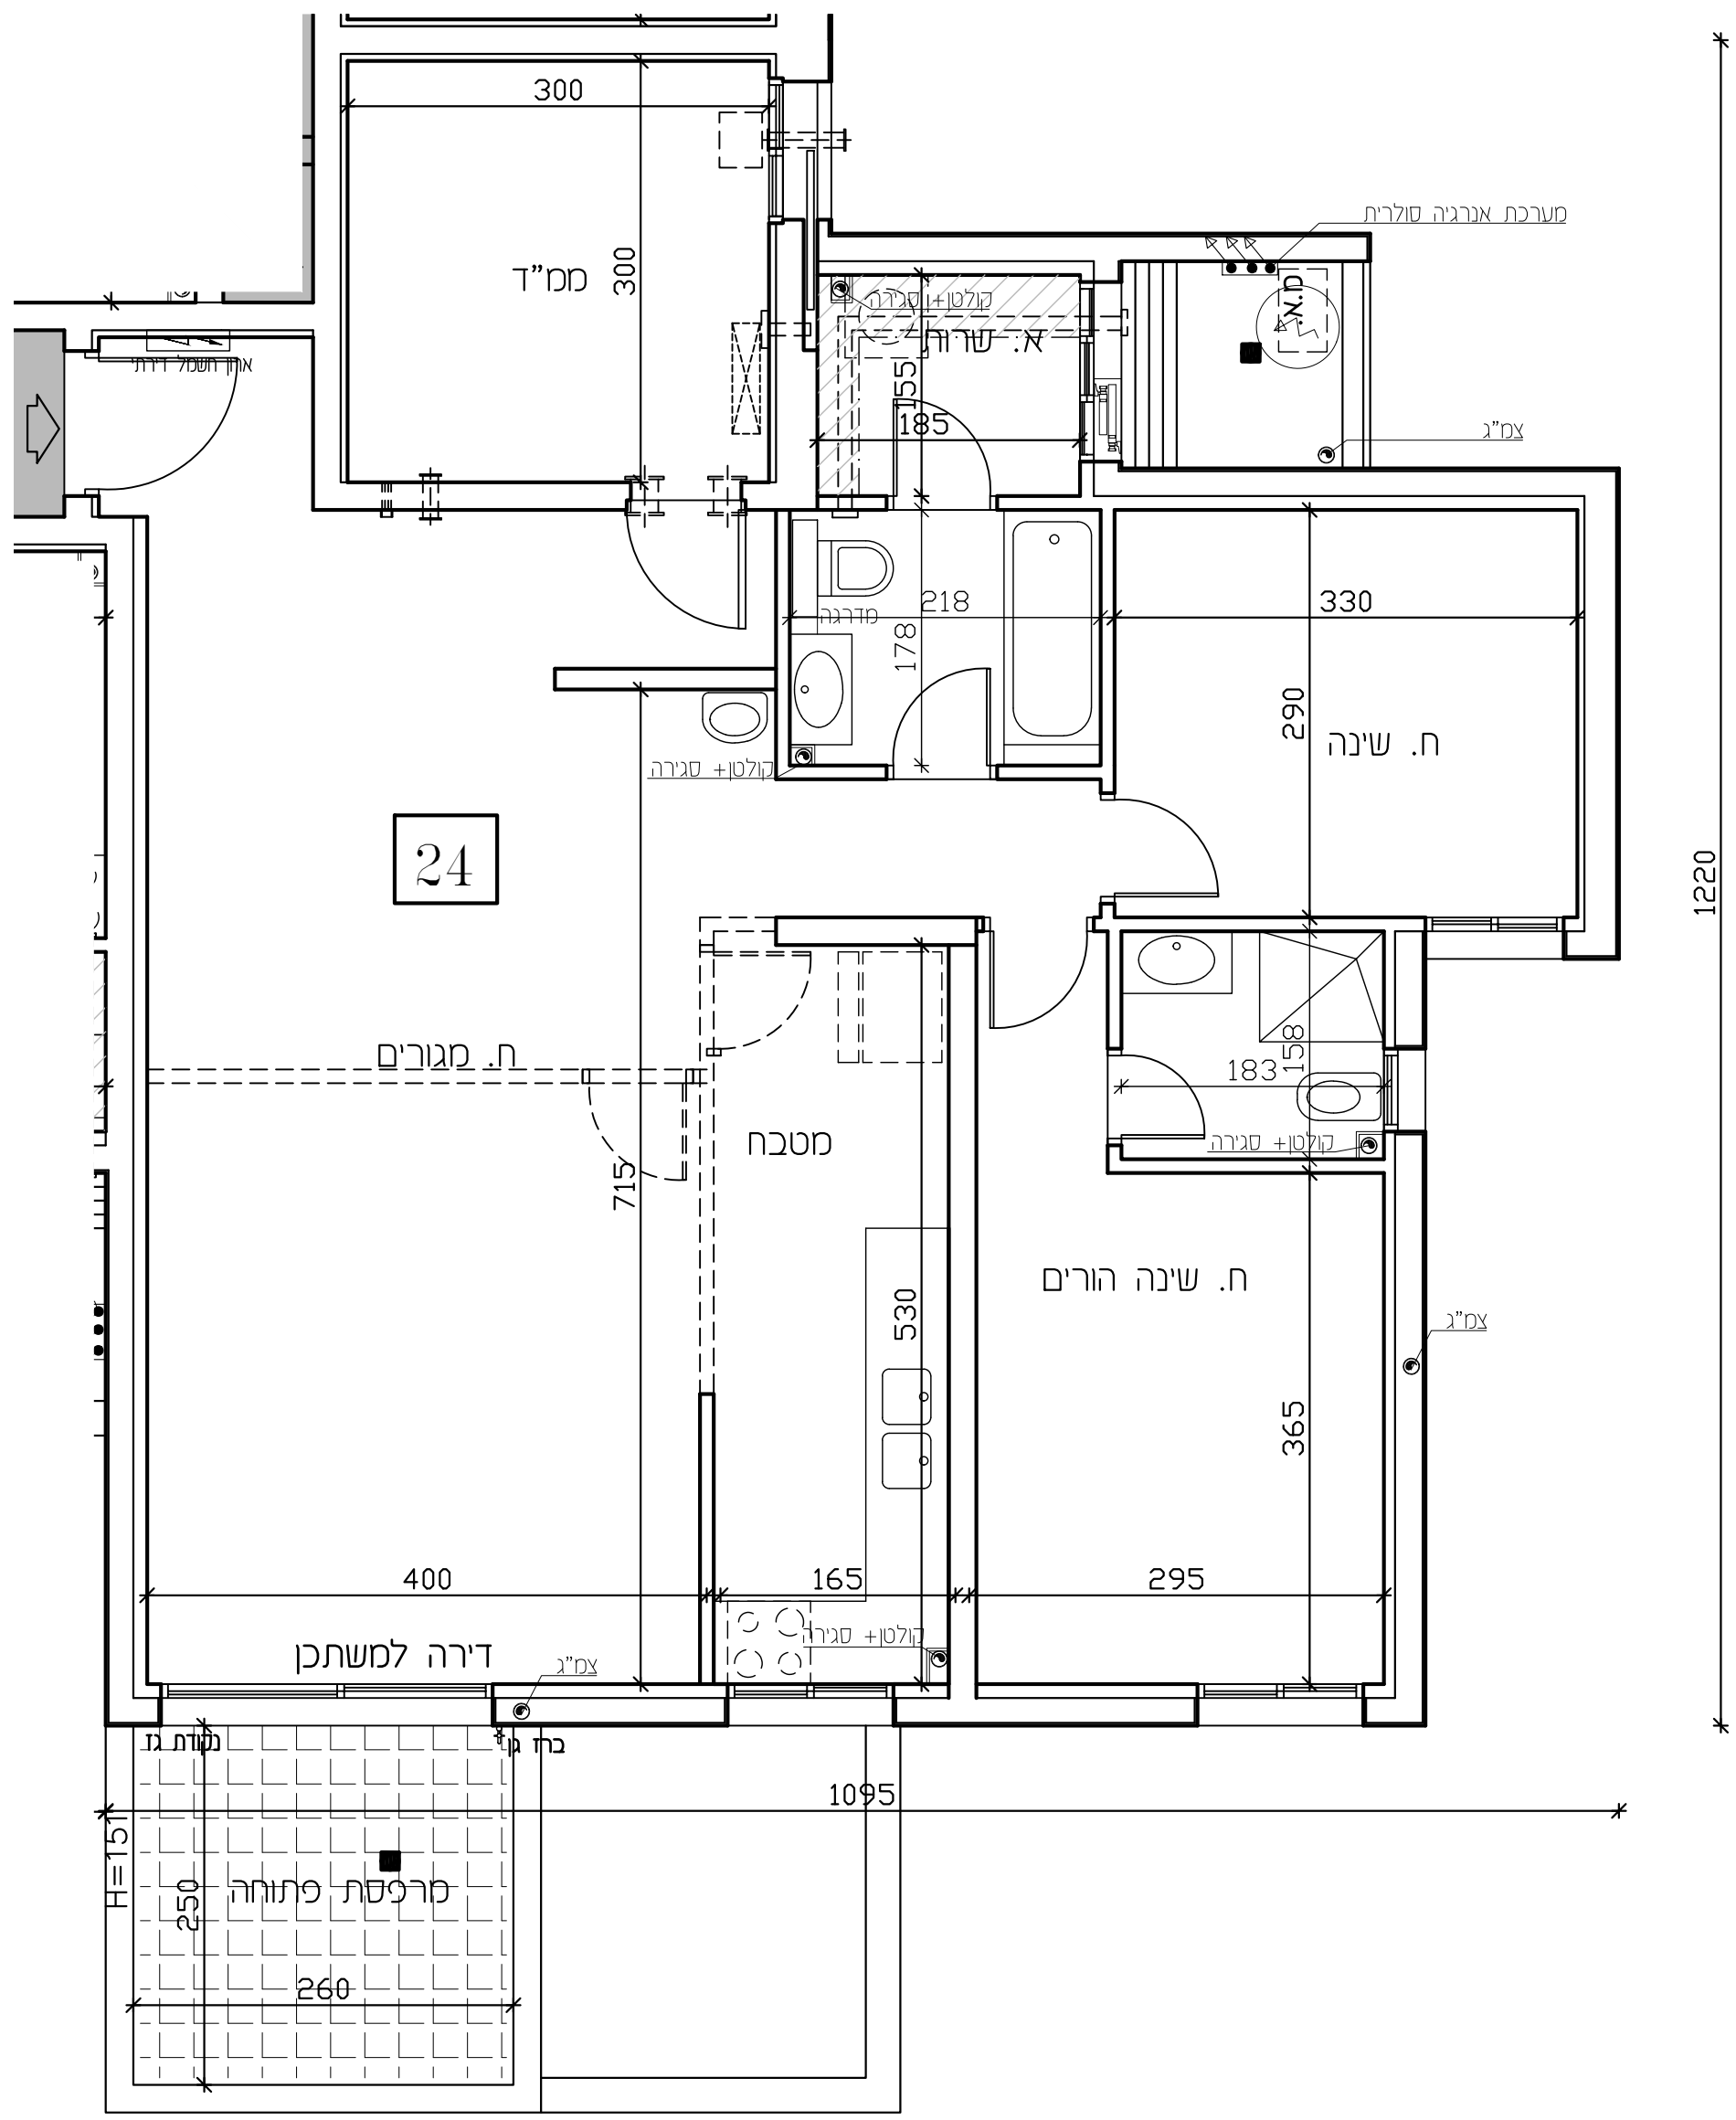 300
300
ממ"ד
מערכת אנרגיה סולרית
מ.א.
קולטן+ סגירה
א. שרות
155
185
צמ"ג
ארון חשמל דירתי
218
מדרגה
178
330
290
ח. שינה
קולטן+ סגירה
24
1220
ח. מגורים
מטבח
158
183
קולטן+ סגירה
715
530
ח. שינה הורים
צמ"ג
365
400
165
295
קולטן+ סגירה
דירה למשתכן
צמ"ג
נקודת גז
ברז גן
1095
H=151
250
מרפסת פתוחה
260